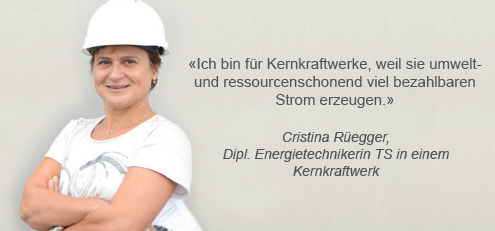 «Ich bin für Kernkraftwerke, weil sie umwelt-
und ressourcenschonend viel bezahlbaren
Strom erzeugen.»
Cristina Rüegger,
Dipl. Energietechnikerin TS in einem
Kernkraftwerk